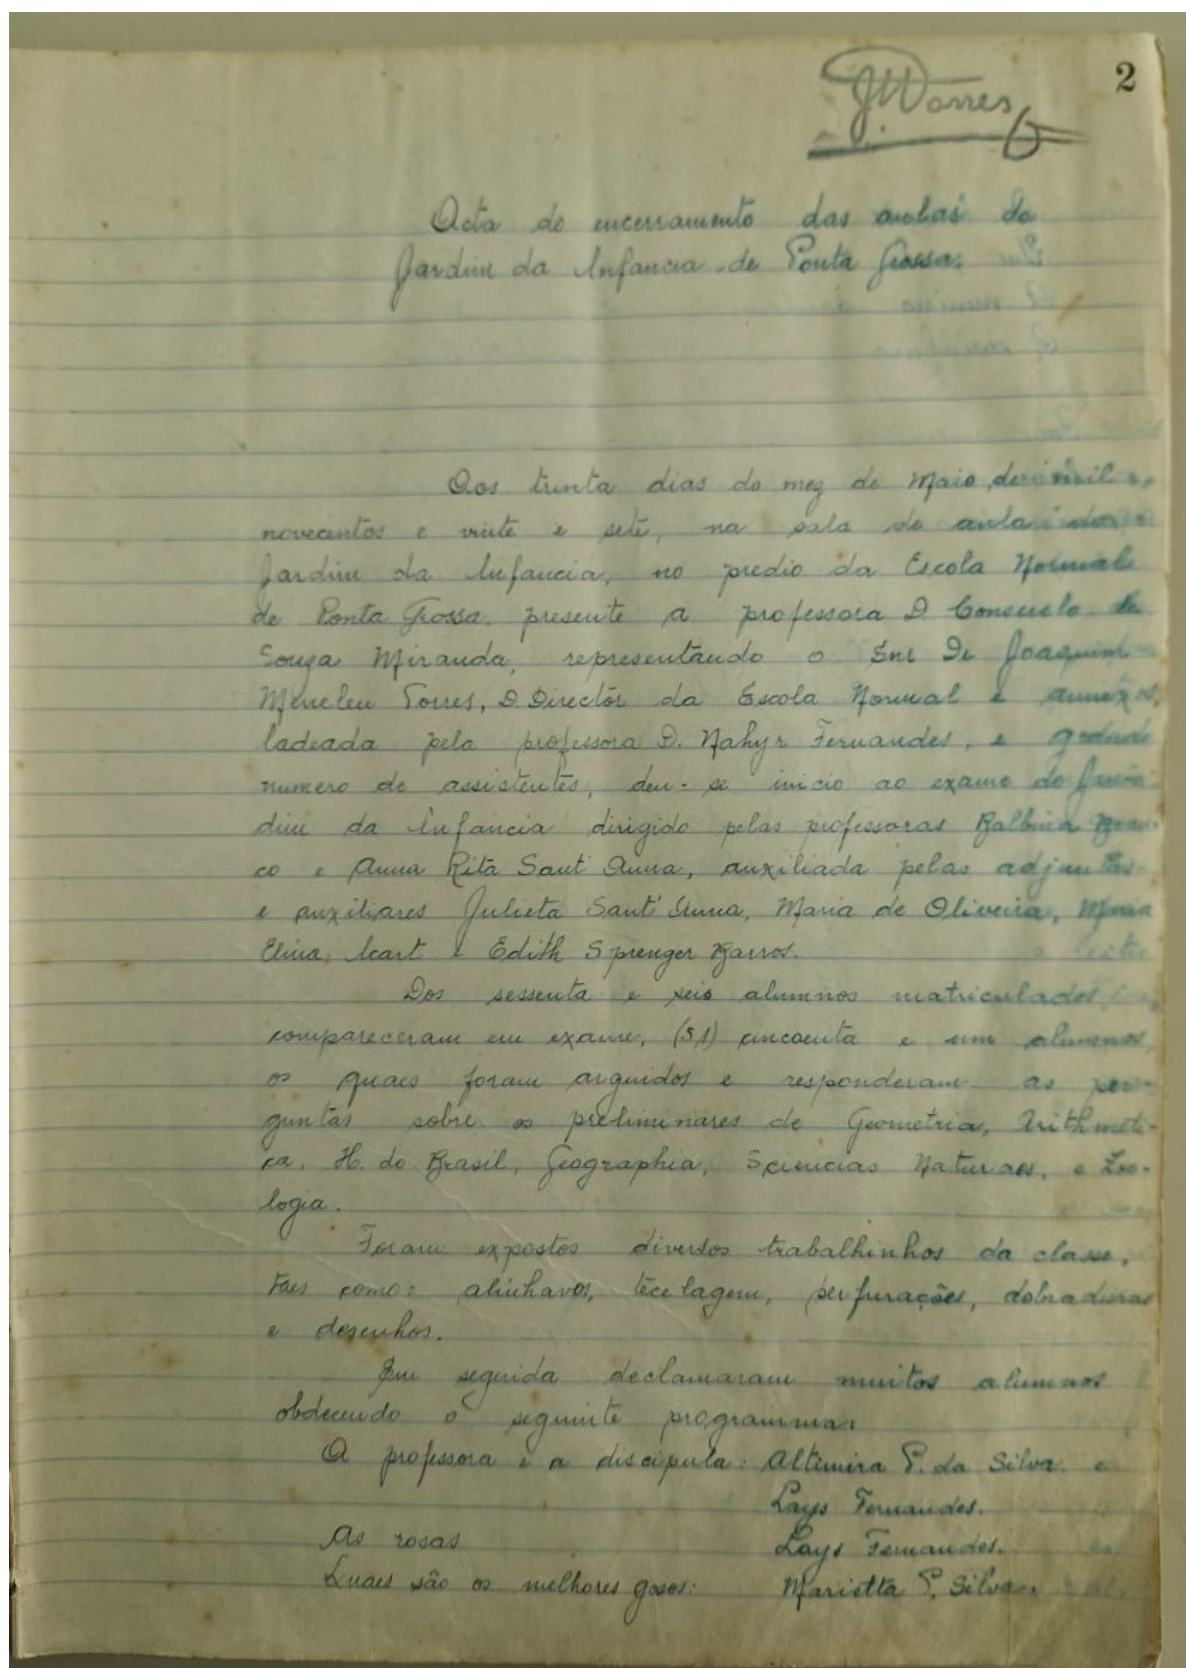 2
JMTorres
Acta do encerramento das aulas do
Jardim da Infancia de Ponta Grossa.
Aos trinta dias do mez de Maio de mil
novecentos e vinte e sete, na sala de aula do
Jardim da Infancia, no predio da Escola Normal
de Ponta Grossa, presente a professora D. Consuelo de
Souza Miranda, representando o Snr Dr Joaquim
Meneleu Torres, D. Director da Escola Normal e annexos,
ladeada pela professora D. Nahyr Fernandes, e grande
numero de assistentes, deu-se inicio ao exame do Jar-
dim da Infancia dirigido pelas professoras Balbina Bran-
co e Anna Rita Sant'Anna, auxiliada pelas adjuntas
e auxiliares Julieta Sant'Anna, Maria de Oliveira, Maria
Elina, Icart e Edith Sprenger Barros.
Dos sessenta e seis alumnos matriculados
compareceram em exame, (51) cincoenta e um alumnos,
os quaes foram arguidos e responderam as per-
guntas sobre os preliminares de Geometria, Arithmeti-
ca, H. do Brasil, Geographia, Sciencias Naturaes, e Zoo-
logia.
Foram expostos diversos trabalhinhos da classe,
taes como: alinhavos, tecelagem, perfurações, dobraduras
e desenhos.
Em seguida declamaram muitos alumnos
obdecendo o seguinte programma:
A professora e a discipula: Altimira P. da Silva e
Lays Fernandes.
As rosas Lays Fernandes.
Quaes são os melhores gosos: Marietta P. Silva.